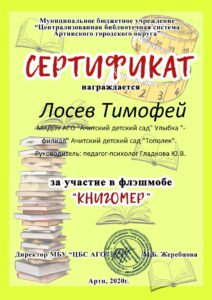 Муниципальное бюджетное учреждение
"Централизованная библиотечная система
Артинского городского округа"
СЕРТИФИКАТ
награждается
Лосев Тимофей
МКДОУ АГО "Ачитский детский сад" Улыбка "-
филиал" Ачитский детский сад "Тополек".
Руководитель: педагог-психолог Гладкова Ю.В.
за участие в флэшмобе
"КНИГОМЕР"
Директор МБУ "ЦБС АГО"
М.Б. Жеребцова
Арти, 2020г.